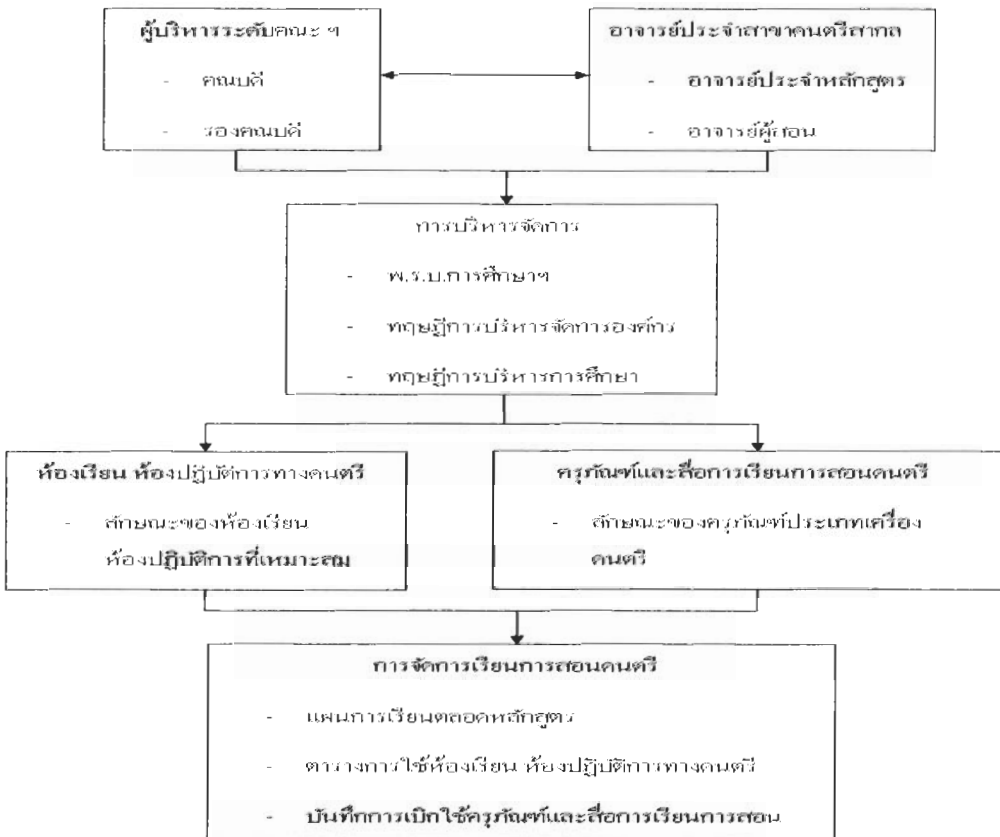 ผู้บริหารระดับคณะ ฯ
- คณบดี
- รองคณบดี
อาจารย์ประจำสาขาดนตรีสากล
- อาจารย์ประจำหลักสูตร
- อาจารย์ผู้สอน
การบริหารจัดการ
- พ.ร.บ.การศึกษาฯ
- ทฤษฎีการบริหารจัดการองค์กร
- ทฤษฎีการบริหารการศึกษา
ห้องเรียน ห้องปฏิบัติการทางดนตรี
- ลักษณะของห้องเรียน
ห้องปฏิบัติการที่เหมาะสม
ครุภัณฑ์และสื่อการเรียนการสอนดนตรี
- ลักษณะของครุภัณฑ์ประเภทเครื่อง
ดนตรี
การจัดการเรียนการสอนดนตรี
- แผนการเรียนตลอดหลักสูตร
- ตารางการใช้ห้องเรียน ห้องปฏิบัติการทางดนตรี
- บันทึกการเบิกใช้ครุภัณฑ์และสื่อการเรียนการสอน